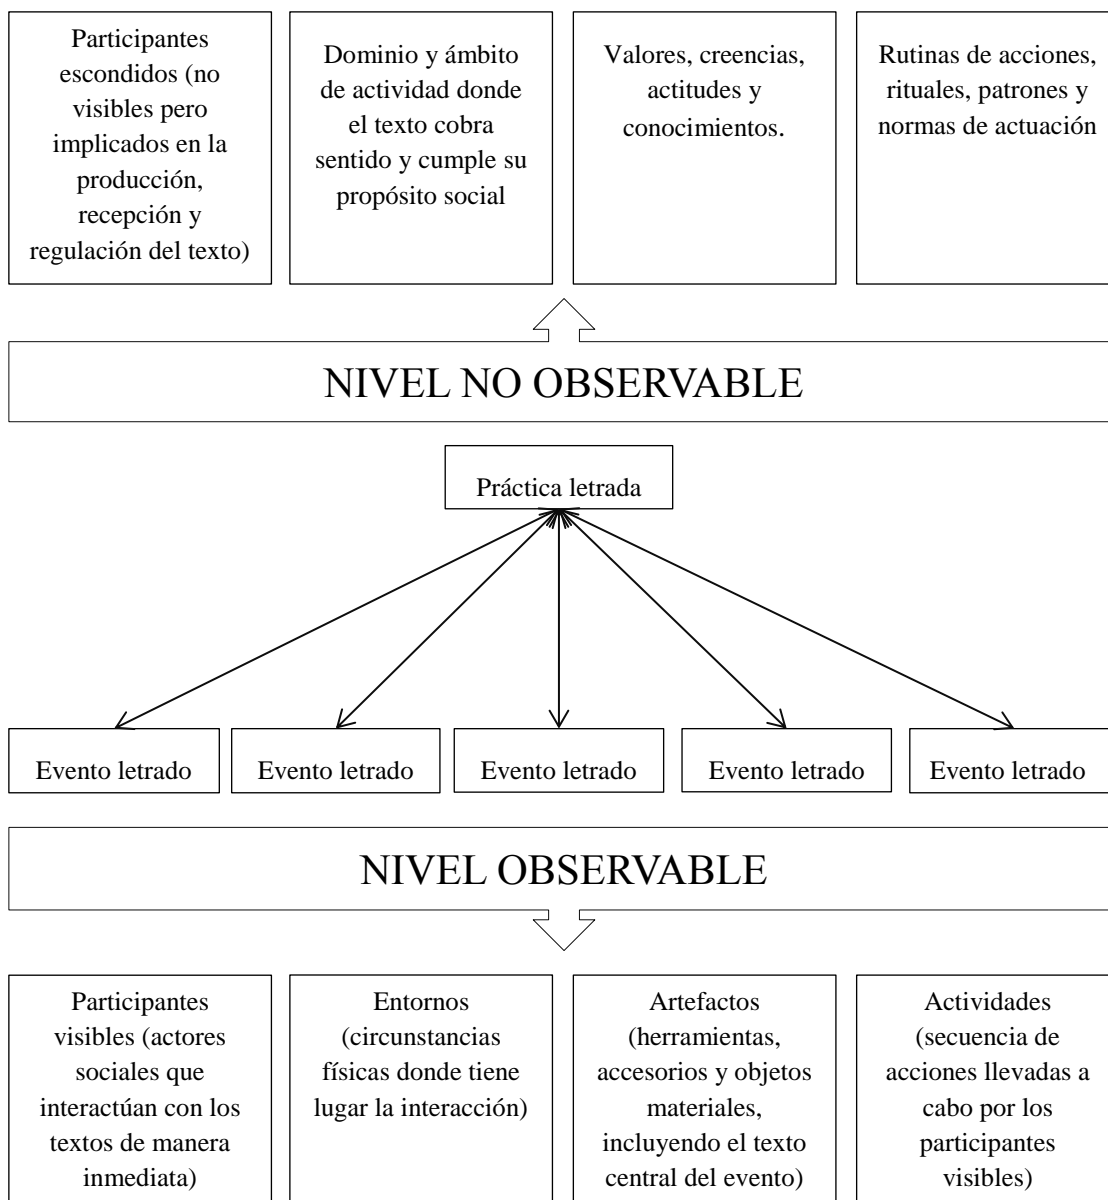 Participantes
escondidos (no
visibles pero
implicados en la
producción,
recepción y
regulación del texto)
Dominio y ámbito
de actividad donde
el texto cobra
sentido y cumple su
propósito social
Valores, creencias,
actitudes y
conocimientos.
Rutinas de acciones,
rituales, patrones y
normas de actuación
NIVEL NO OBSERVABLE
Práctica letrada
Evento letrado
Evento letrado
Evento letrado
Evento letrado
Evento letrado
NIVEL OBSERVABLE
Participantes
visibles (actores
sociales que
interactúan con los
textos de manera
inmediata)
Entornos
(circunstancias
físicas donde tiene
lugar la interacción)
Artefactos
(herramientas,
accesorios y objetos
materiales,
incluyendo el texto
central del evento)
Actividades
(secuencia de
acciones llevadas a
cabo por los
participantes
visibles)